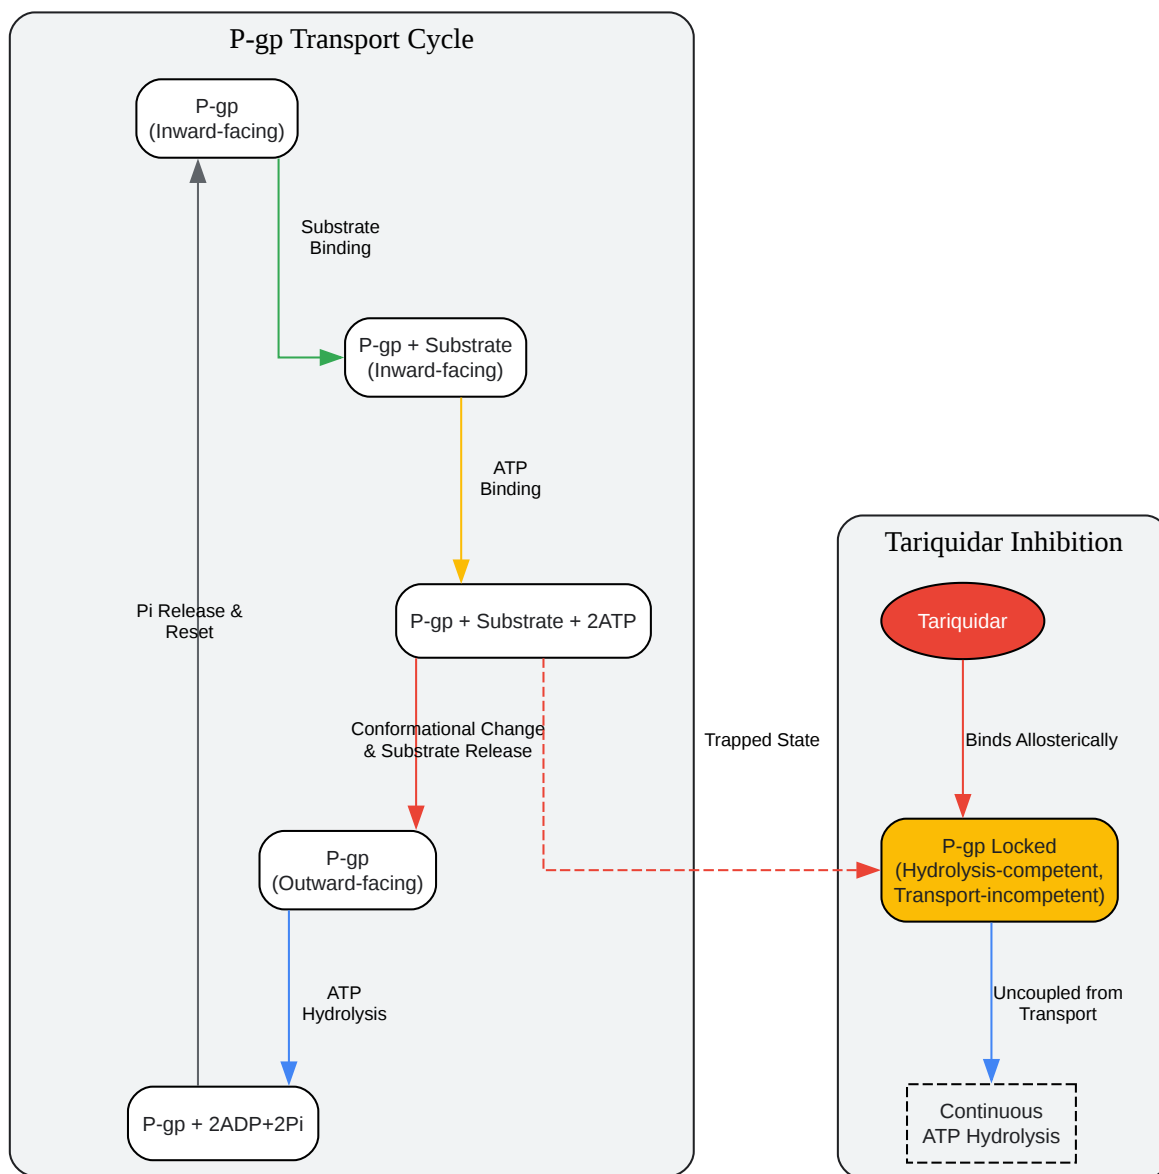 P-gp Transport Cycle
P-gp
(Inward-facing)
Substrate
Binding
P-gp + Substrate
(Inward-facing)
ATP
Binding
P-gp + Substrate + 2ATP
Pi Release &
Reset
Conformational Change
& Substrate Release
Trapped State
P-gp
(Outward-facing)
ATP
Hydrolysis
P-gp + 2ADP+2Pi
Tariquidar Inhibition
Tariquidar
Binds Allosterically
P-gp Locked
(Hydrolysis-competent,
Transport-incompetent)
Uncoupled from
Transport
Continuous
ATP Hydrolysis